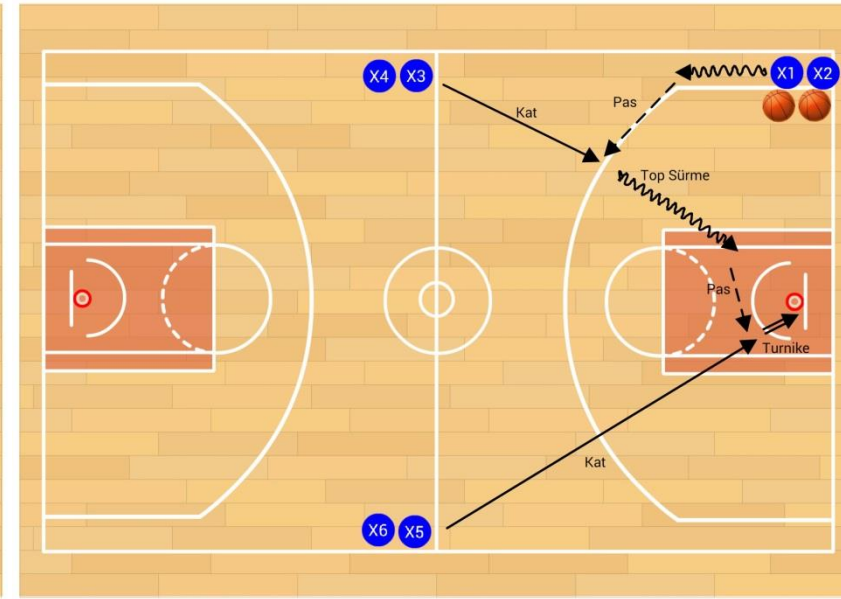 X4 X3
X1 X2
Kat
Pas
Top Sürme
Pas
Turnike
Kat
X6 X5